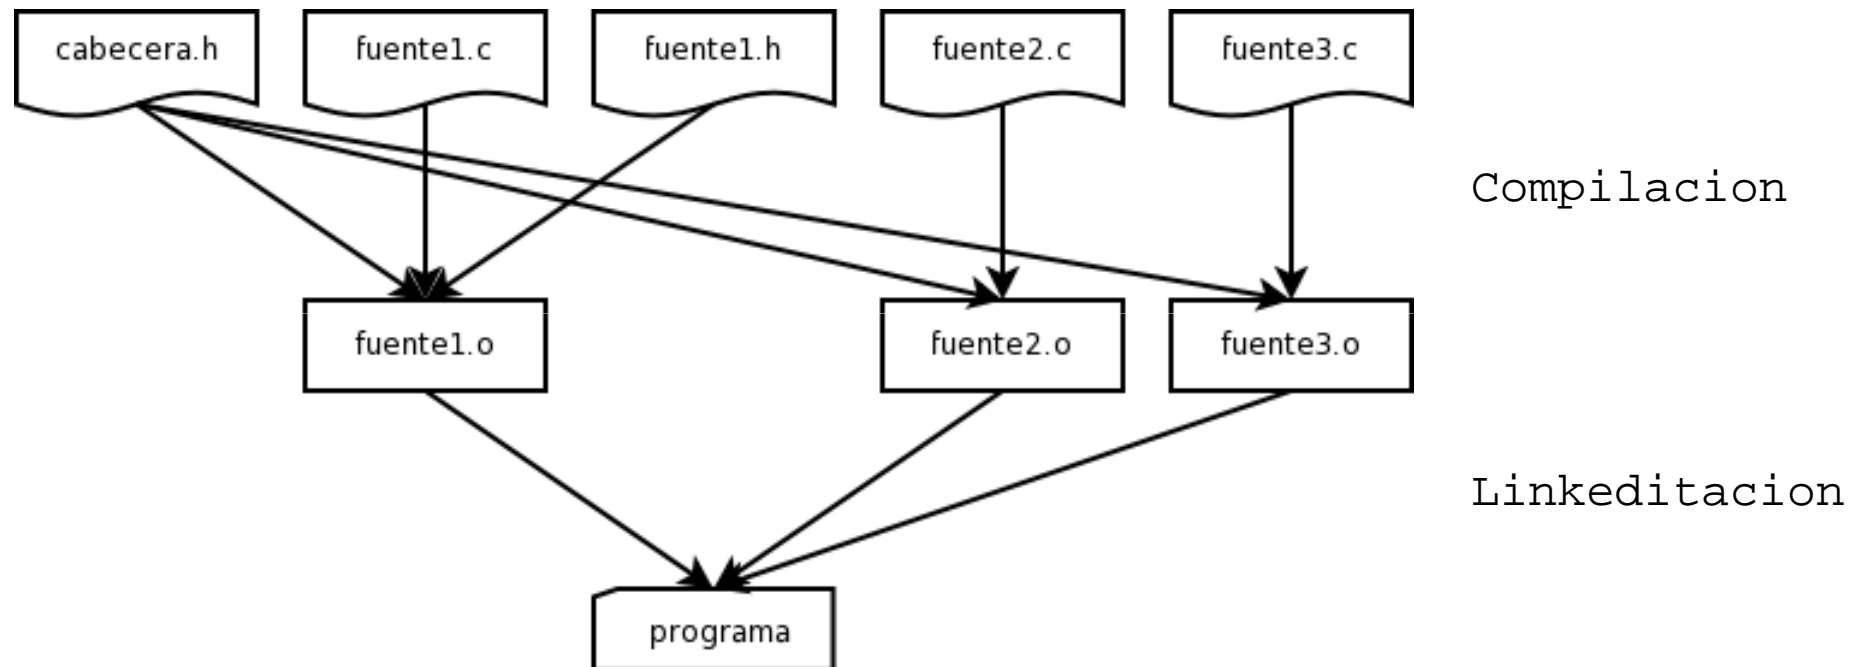 cabecera.h
fuente1.c
fuente1.h
fuente2.c
fuente3.c
Compilacion
fuente1.o
fuente2.o
fuente3.o
Linkeditacion
programa